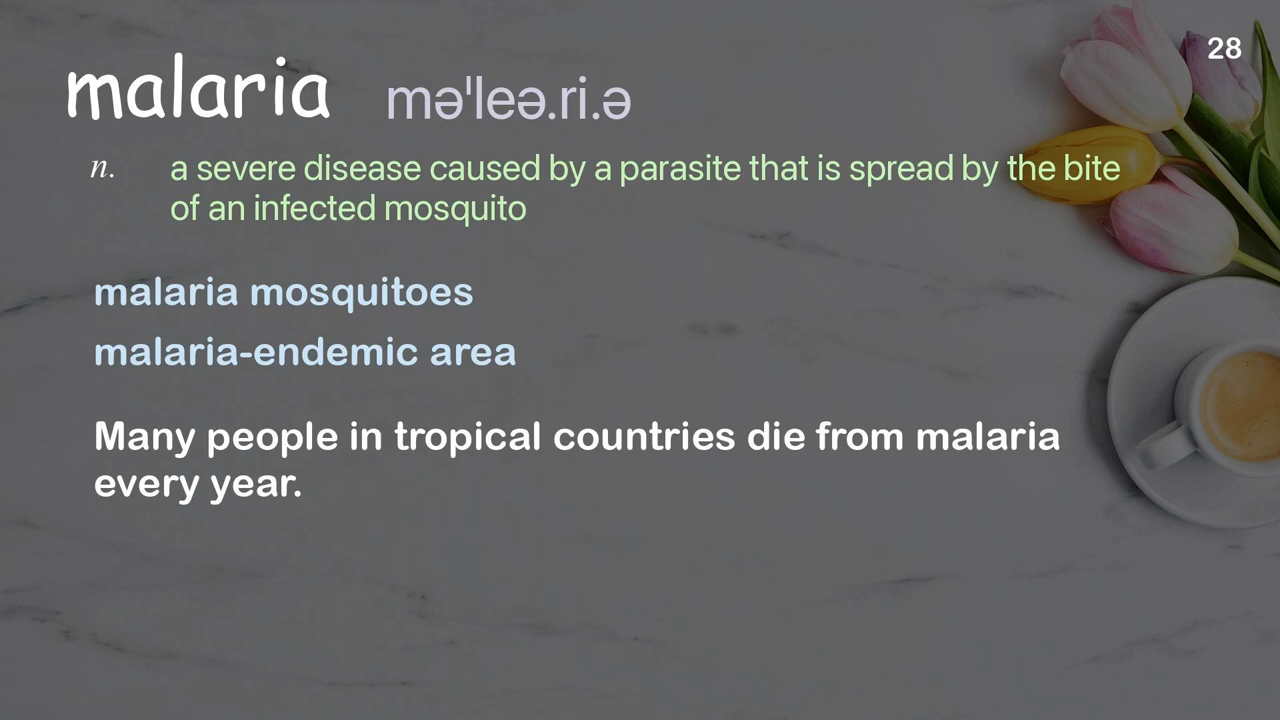 28
malaria məˈleə.ri.ə
n. a severe disease caused by a parasite that is spread by the bite
of an infected mosquito
malaria mosquitoes
malaria-endemic area
Many people in tropical countries die from malaria
every year.